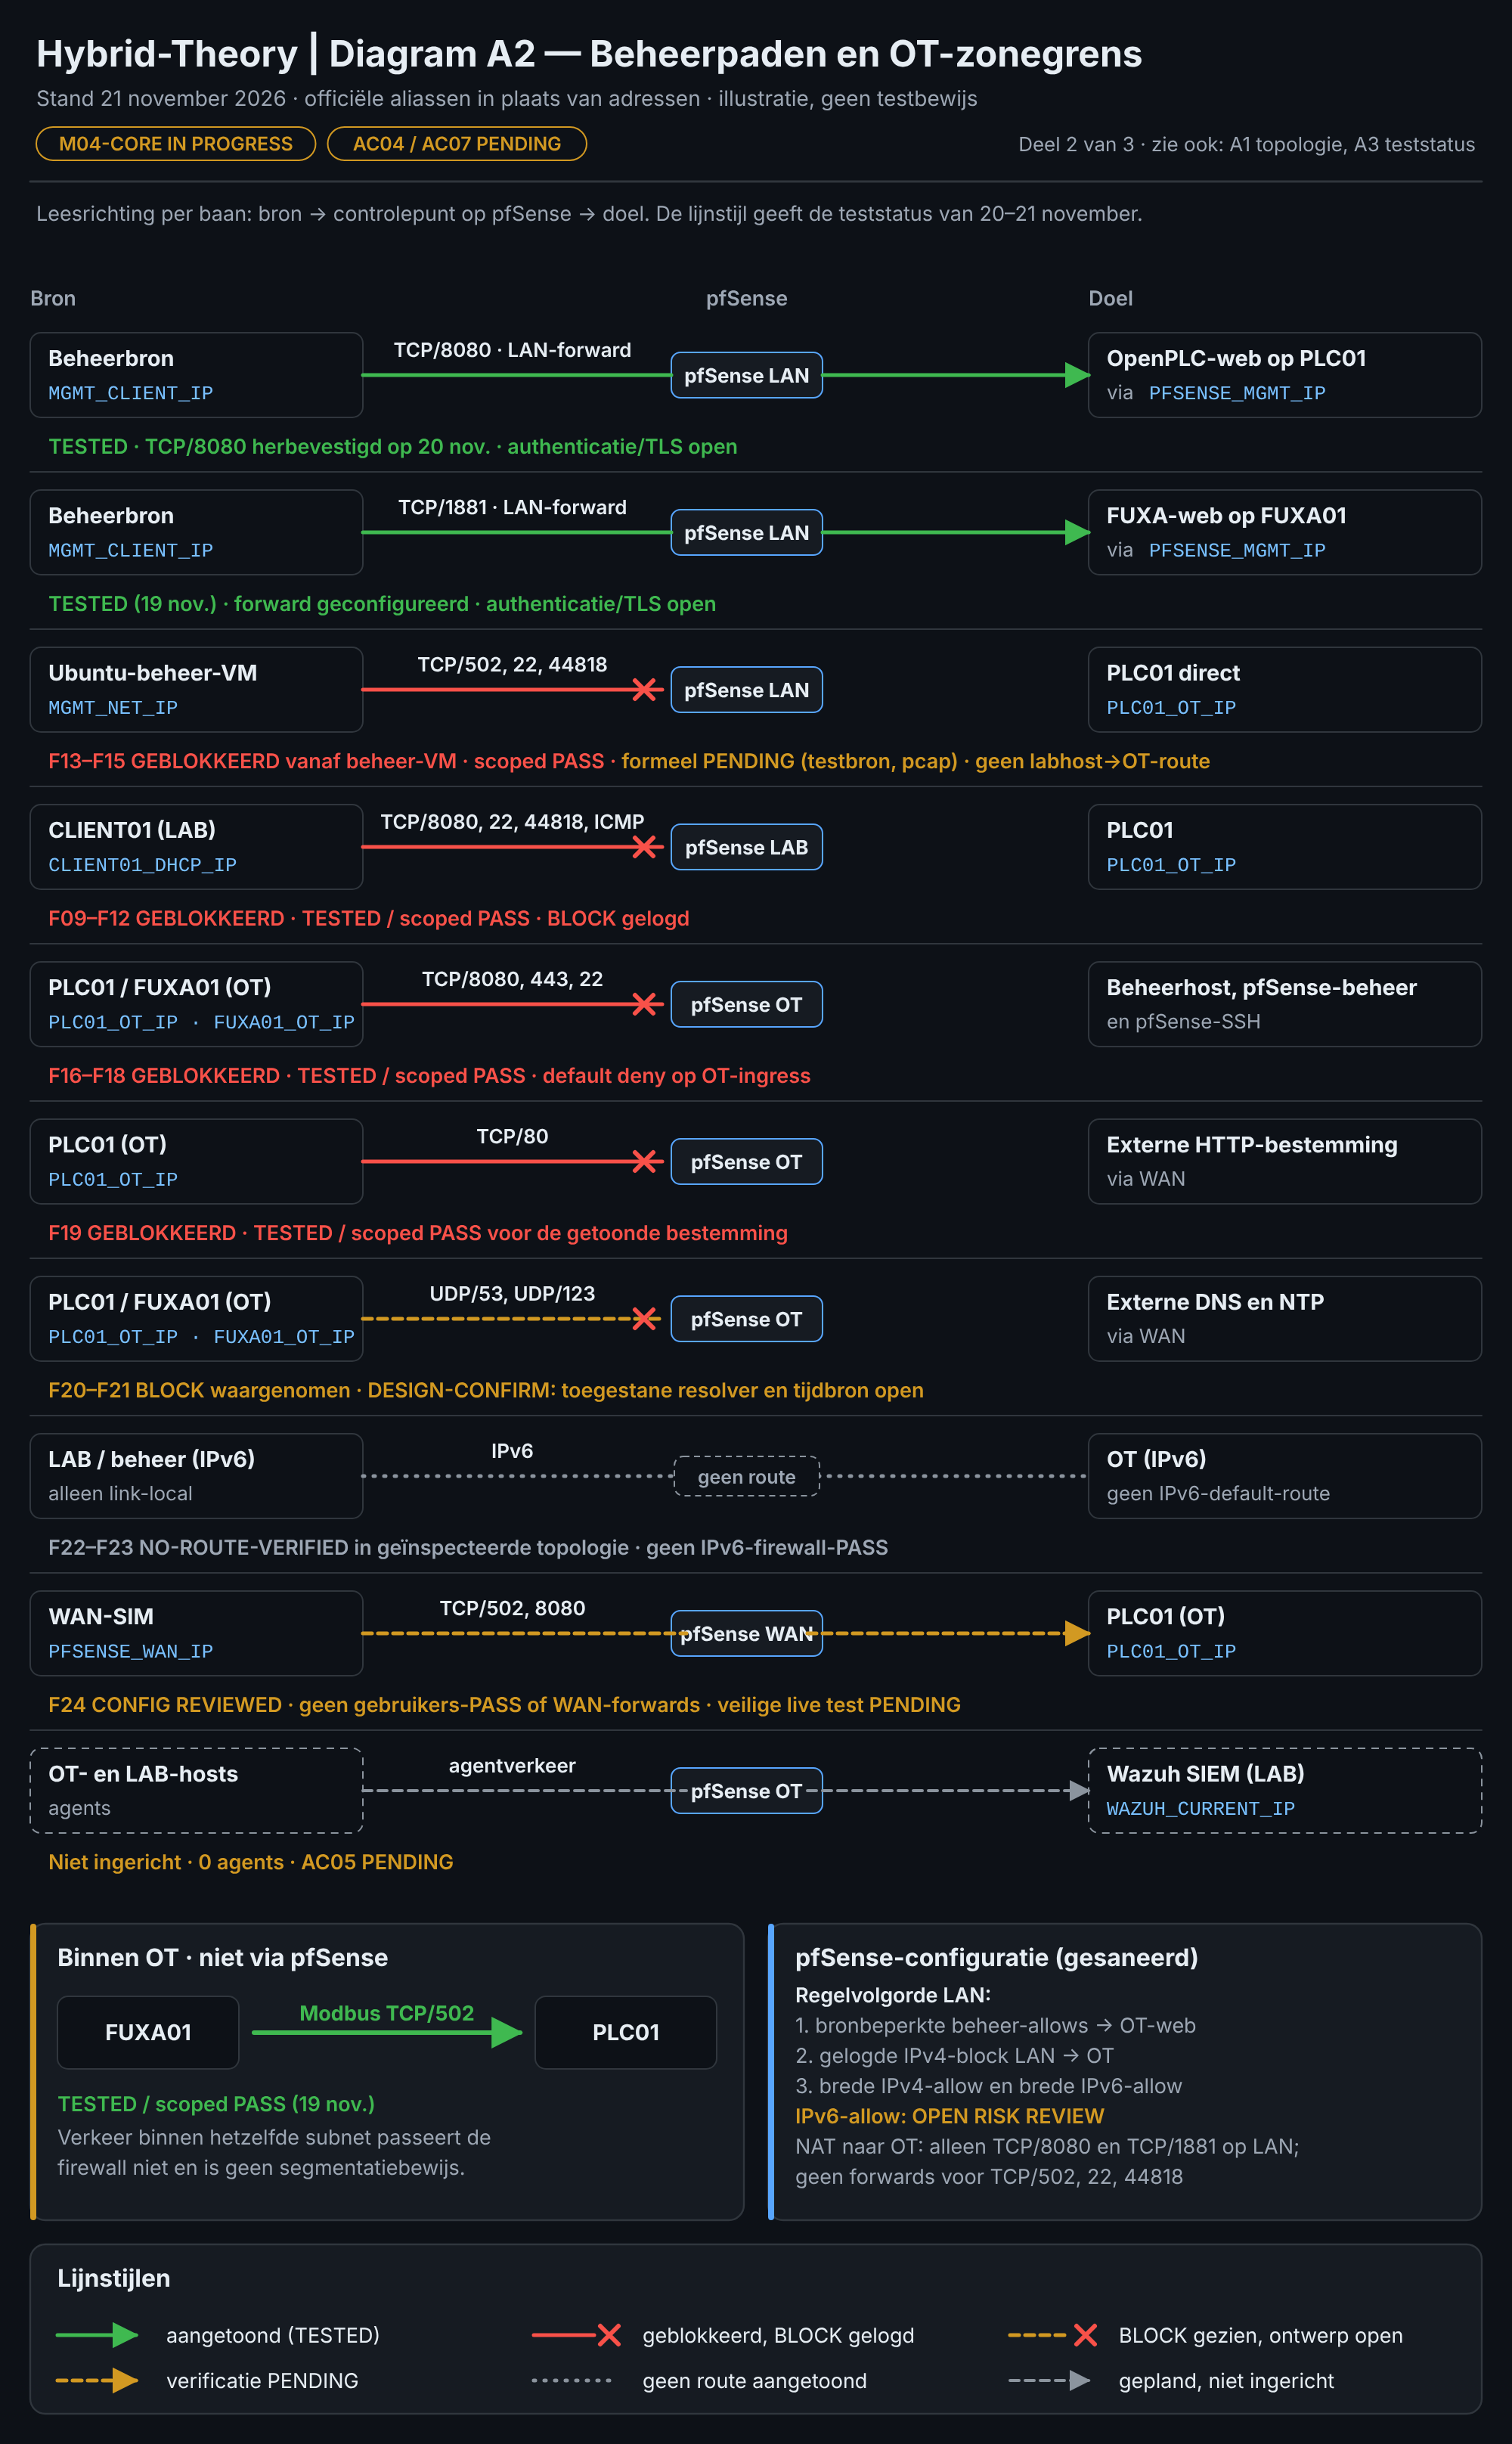 Hybrid-Theory | Diagram A2 — Beheerpaden en OT-zonegrens
Stand 21 november 2026 · officiële aliassen in plaats van adressen · illustratie, geen testbewijs
M04-CORE IN PROGRESS
AC04 / AC07 PENDING
Deel 2 van 3 · zie ook: A1 topologie, A3 teststatus
Leesrichting per baan: bron → controlepunt op pfSense → doel. De lijnstijl geeft de teststatus van 20–21 november.
Bron
pfSense
Doel
Beheerbron
MGMT_CLIENT_IP
TCP/8080 · LAN-forward
pfSense LAN
OpenPLC-web op PLC01
via PFSENSE_MGMT_IP
TESTED · TCP/8080 herbevestigd op 20 nov. · authenticatie/TLS open
Beheerbron
MGMT_CLIENT_IP
TCP/1881 · LAN-forward
pfSense LAN
FUXA-web op FUXA01
via PFSENSE_MGMT_IP
TESTED (19 nov.) · forward geconfigureerd · authenticatie/TLS open
Ubuntu-beheer-VM
MGMT_NET_IP
TCP/502, 22, 44818
pfSense LAN
PLC01 direct
PLC01_OT_IP
F13–F15 GEBLOKKEERD vanaf beheer-VM · scoped PASS · formeel PENDING (testbron, pcap) · geen labhost→OT-route
CLIENT01 (LAB)
CLIENT01_DHCP_IP
TCP/8080, 22, 44818, ICMP
pfSense LAB
PLC01
PLC01_OT_IP
F09–F12 GEBLOKKEERD · TESTED / scoped PASS · BLOCK gelogd
PLC01 / FUXA01 (OT)
PLC01_OT_IP · FUXA01_OT_IP
TCP/8080, 443, 22
pfSense OT
Beheerhost, pfSense-beheer
en pfSense-SSH
F16–F18 GEBLOKKEERD · TESTED / scoped PASS · default deny op OT-ingress
PLC01 (OT)
PLC01_OT_IP
TCP/80
pfSense OT
Externe HTTP-bestemming
via WAN
F19 GEBLOKKEERD · TESTED / scoped PASS voor de getoonde bestemming
PLC01 / FUXA01 (OT)
PLC01_OT_IP · FUXA01_OT_IP
UDP/53, UDP/123
pfSense OT
Externe DNS en NTP
via WAN
F20–F21 BLOCK waargenomen · DESIGN-CONFIRM: toegestane resolver en tijdbron open
LAB / beheer (IPv6)
alleen link-local
IPv6
geen route
OT (IPv6)
geen IPv6-default-route
F22–F23 NO-ROUTE-VERIFIED in geïnspecteerde topologie · geen IPv6-firewall-PASS
WAN-SIM
PFSENSE_WAN_IP
TCP/502, 8080
pfSense WAN
PLC01 (OT)
PLC01_OT_IP
F24 CONFIG REVIEWED · geen gebruikers-PASS of WAN-forwards · veilige live test PENDING
OT- en LAB-hosts
agents
agentverkeer
pfSense OT
Wazuh SIEM (LAB)
WAZUH_CURRENT_IP
Niet ingericht · 0 agents · AC05 PENDING
Binnen OT · niet via pfSense
FUXA01
Modbus TCP/502
PLC01
TESTED / scoped PASS (19 nov.)
Verkeer binnen hetzelfde subnet passeert de
firewall niet en is geen segmentatiebewijs.
pfSense-configuratie (gesaneerd)
Regelvolgorde LAN:
1. bronbeperkte beheer-allows → OT-web
2. gelogde IPv4-block LAN → OT
3. brede IPv4-allow en brede IPv6-allow
IPv6-allow: OPEN RISK REVIEW
NAT naar OT: alleen TCP/8080 en TCP/1881 op LAN;
geen forwards voor TCP/502, 22, 44818
Lijnstijlen
aangetoond (TESTED)
geblokkeerd, BLOCK gelogd
BLOCK gezien, ontwerp open
verificatie PENDING
geen route aangetoond
gepland, niet ingericht